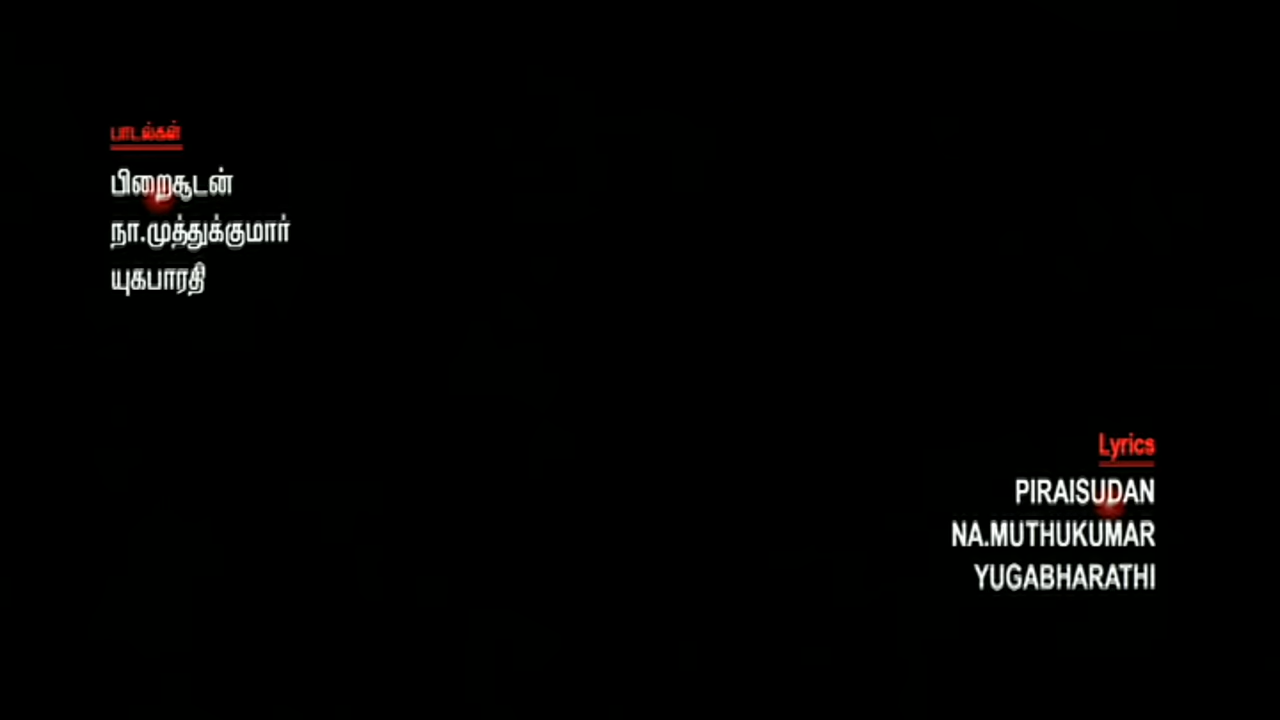 பாடல்கள்
பிறைசூடன்
நா.முத்துக்குமார்
யுகபாரதி
Lyrics
PIRAISUDAN
NA.MUTHUKUMAR
YUGABHARATHI